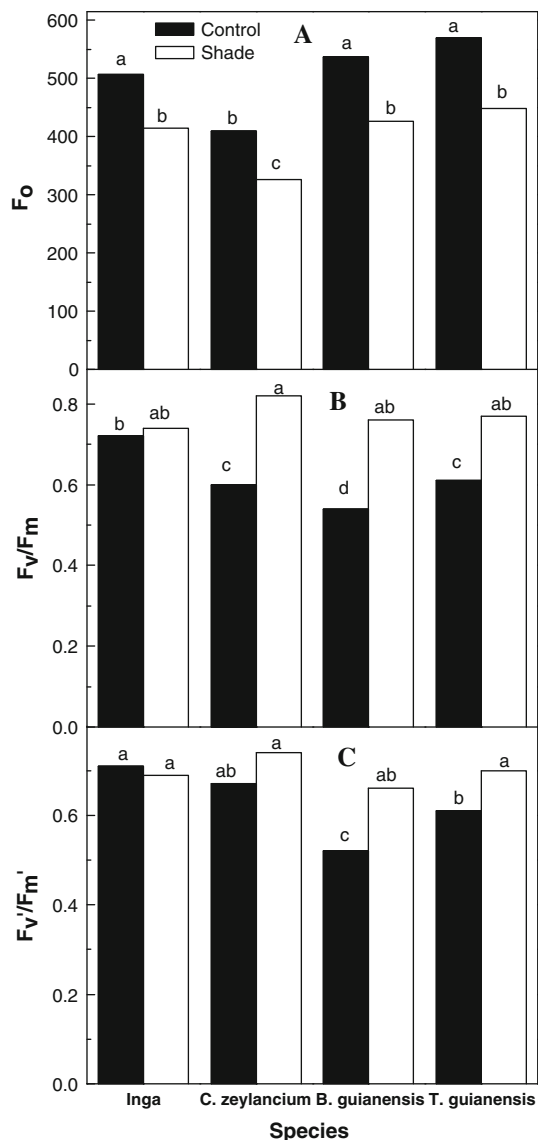 600
Control
A
Shade
a
a
a
500
b
b
b
b
400
c
Fo
300
200
100
0
0.8
a
B
b
ab
ab
ab
c
d
c
0.6
Fv/Fm
0.4
0.2
0.0
a
a
ab
a
C
ab
b
a
c
0.6
Fv'/Fm'
0.4
0.2
0.0
Inga C. zeylancium B. guianensis T. guianensis
Species